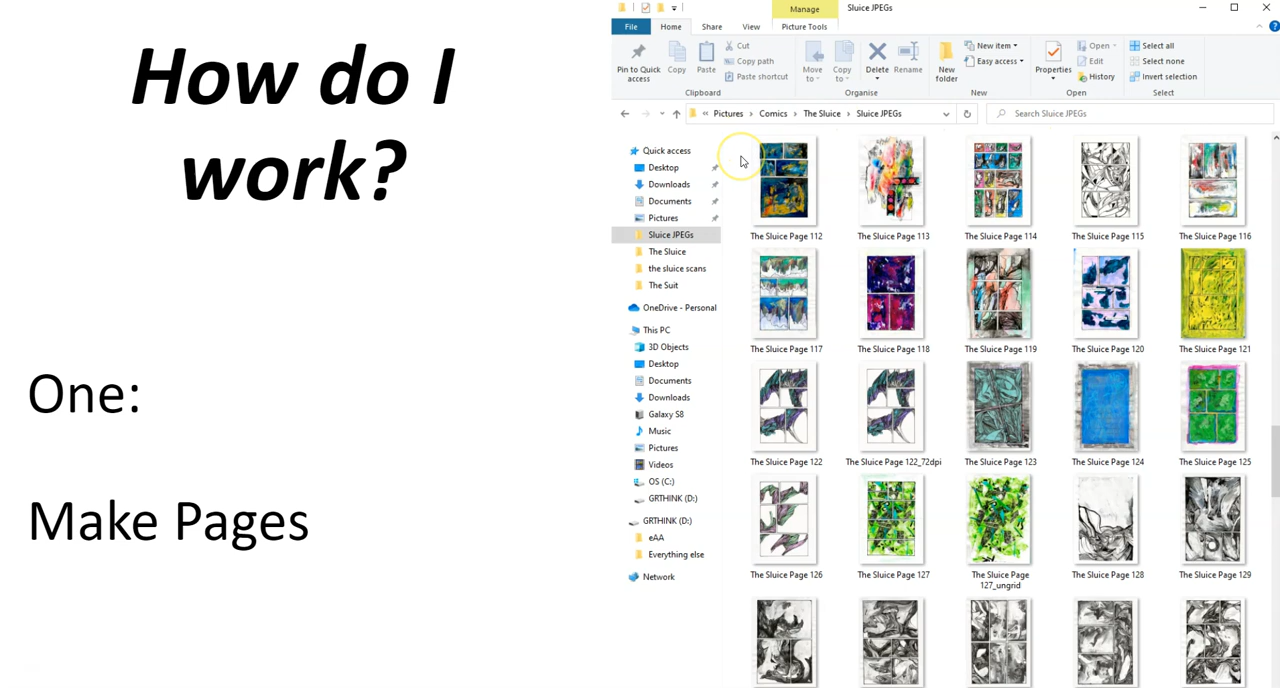 How do I
work?
One:
Make Pages
Manage
Sluice JPEGs
File
Home
Share
View
Picture Tools
Pin to Quick
access
Copy
Paste
Cut
Copy path
Paste shortcut
Clipboard
Move
to
Copy
to
Delete
Rename
Organise
New
folder
New item
Easy access
New
Properties
Open
Edit
History
Open
Select all
Select none
Invert selection
Select
« Pictures > Comics > The Sluice > Sluice JPEGs
Search Sluice JPEGs
Quick access
Desktop
Downloads
Documents
Pictures
Sluice JPEGs
The Sluice
the sluice scans
The Suit
OneDrive - Personal
This PC
3D Objects
Desktop
Documents
Downloads
Galaxy S8
Music
Pictures
Videos
OS (C:)
GRTHINK (D:)
GRTHINK (D:)
eAA
Everything else
Network
The Sluice Page 112
The Sluice Page 113
The Sluice Page 114
The Sluice Page 115
The Sluice Page 116
The Sluice Page 117
The Sluice Page 118
The Sluice Page 119
The Sluice Page 120
The Sluice Page 121
The Sluice Page 122
The Sluice Page 122_72dpi
The Sluice Page 123
The Sluice Page 124
The Sluice Page 125
The Sluice Page 126
The Sluice Page 127
The Sluice Page
127_ungrid
The Sluice Page 128
The Sluice Page 129